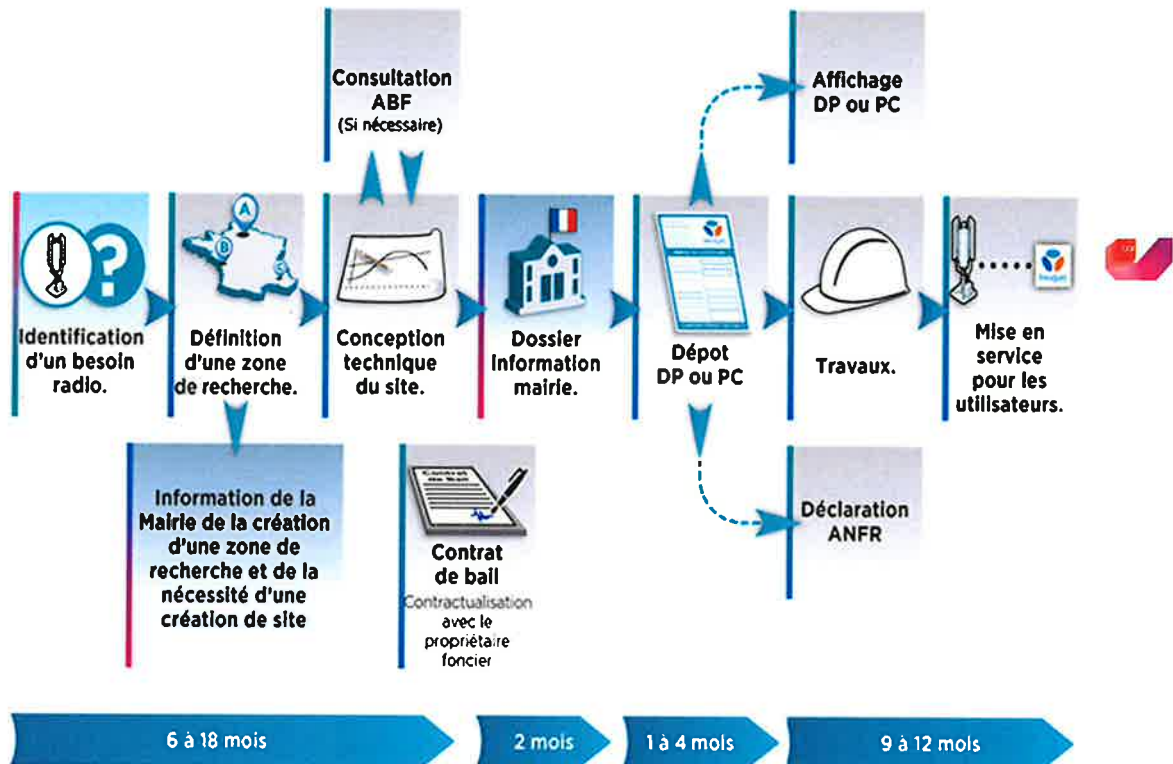 Consultation
ABF
(Si nécessaire)
Affichage
DP ou PC
A
B
C
Identification
d'un besoin
radio.
Définition
d'une zone
de recherche.
Conception
technique
du site.
Dossier
Information
mairie.
Dépot
DP ou PC
Travaux.
Mise en
service
pour les
utilisateurs.
Information de la
Mairie de la création
d'une zone de
recherche et de la
nécessité d'une
création de site
Contrat
de Bail
Contrat
de bail
Contractualisation
avec le
propriétaire
foncier
Déclaration
ANFR
6 à 18 mois
2 mois
1 à 4 mois
9 à 12 mois